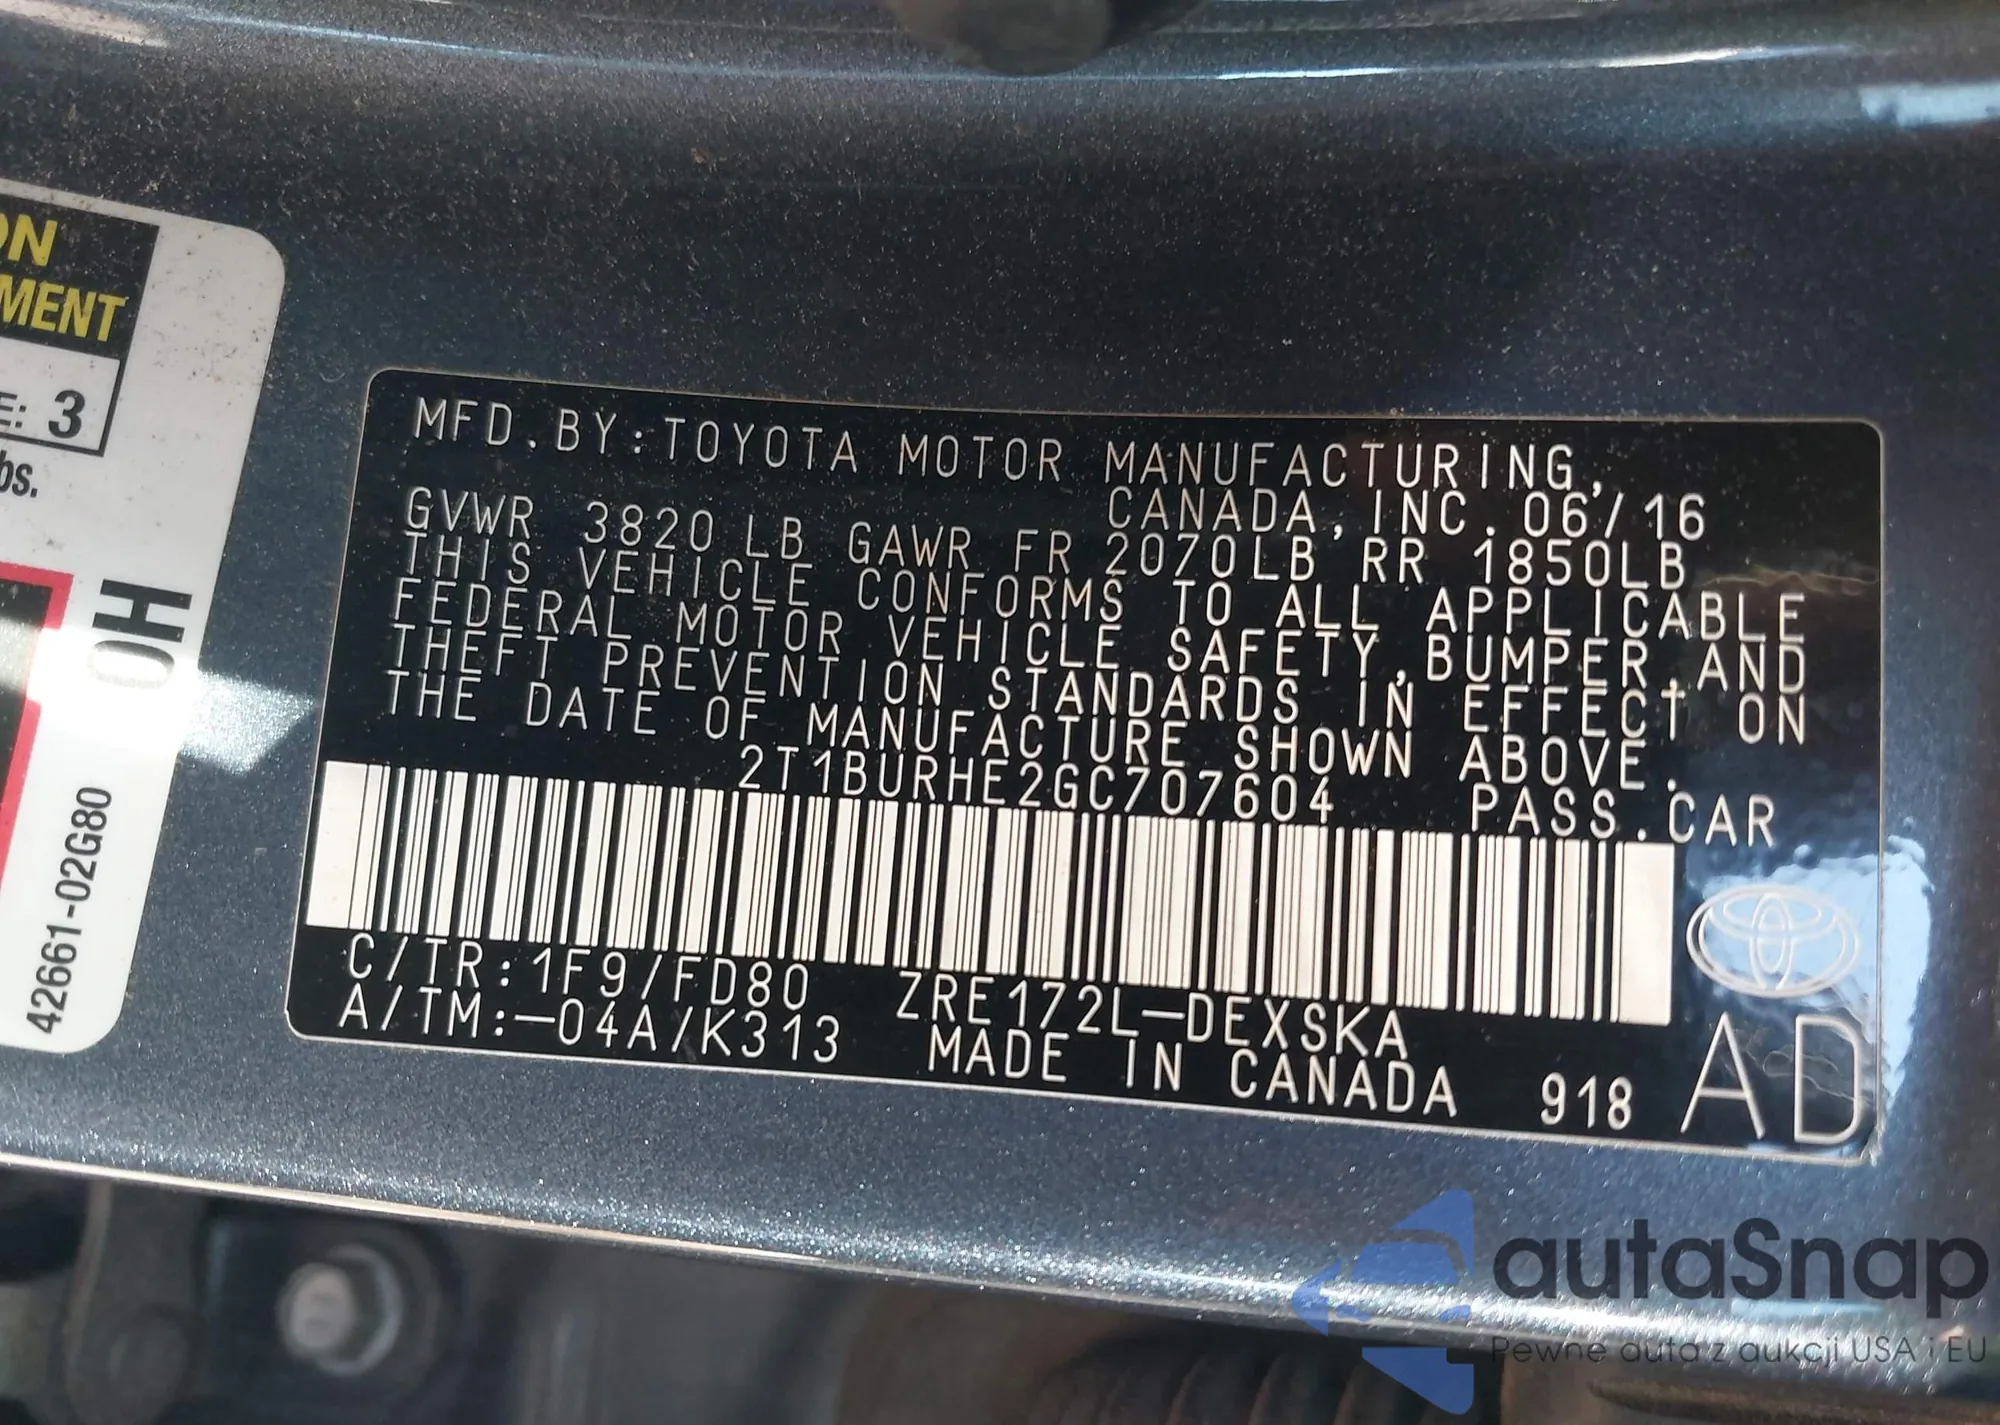 ON
MENT
E: 3
bs.
OH
42661-02G80
MFD.BY:TOYOTA MOTOR MANUFACTURING,
CANADA, INC. 06/16
GVWR 3820LB GAWR FR 2070LB RR 1850LB
THIS VEHICLE CONFORMS TO ALL APPLICABLE
FEDERAL MOTOR VEHICLE SAFETY,BUMPER,AND
THEFT PREVENTION STANDARDS IN EFFECT ON
THE DATE OF MANUFACTURE SHOWN ABOVE.
2T1BURHE2GC707604 PASS.CAR
C/TR:1F9/FD80 ZRE172L-DEXSKA
A/TM:-04A/K313 MADE IN CANADA 918
AD
autaSnap
Pewne auta z aukcji USA i EU